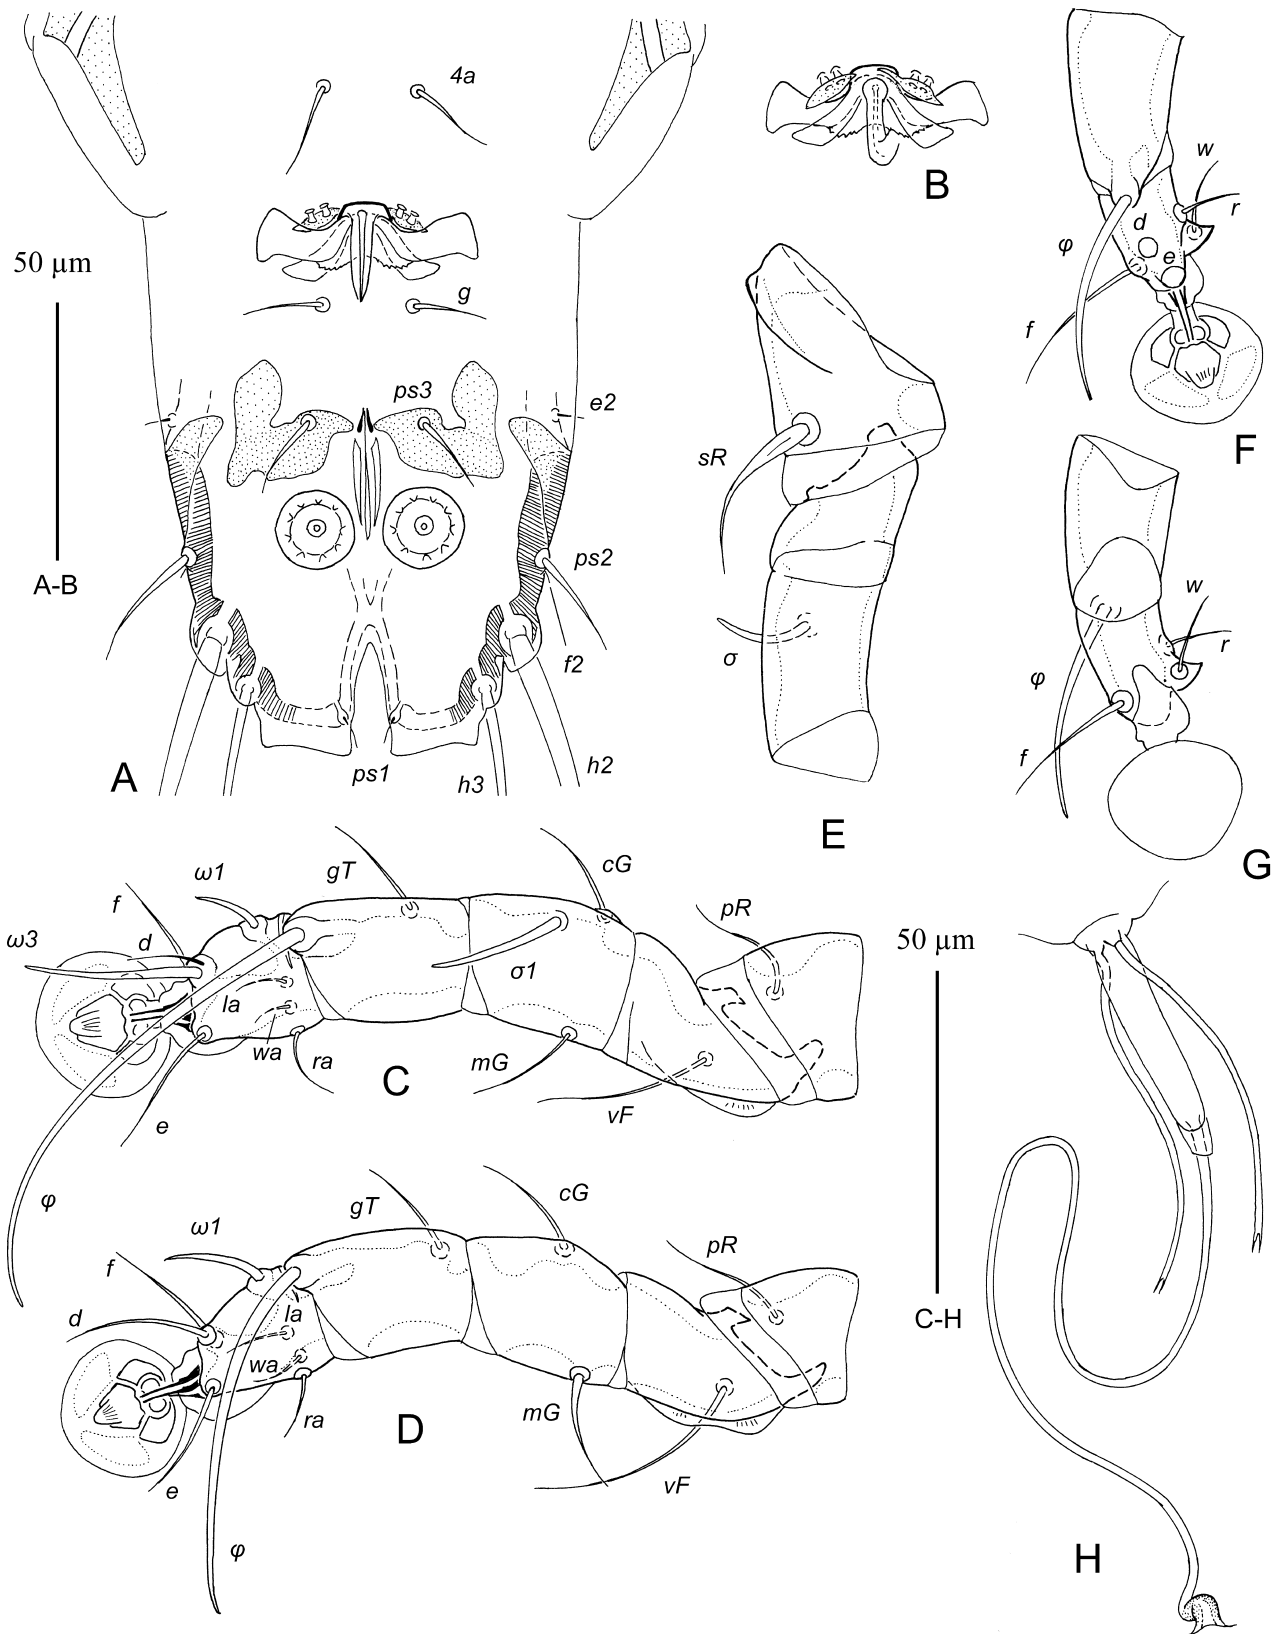 4a
50 µm
g
ps3
e2
A-B
ps2
f2
A
ps1
h3
h2
B
sR
σ
E
w
r
d
φ
e
f
F
w
r
φ
f
G
ω1
gT
cG
f
pR
ω3
d
σ1
la
wa
ra
mG
C
vF
e
φ
50 µm
C-H
ω1
gT
cG
f
pR
d
la
wa
ra
D
mG
vF
e
φ
H